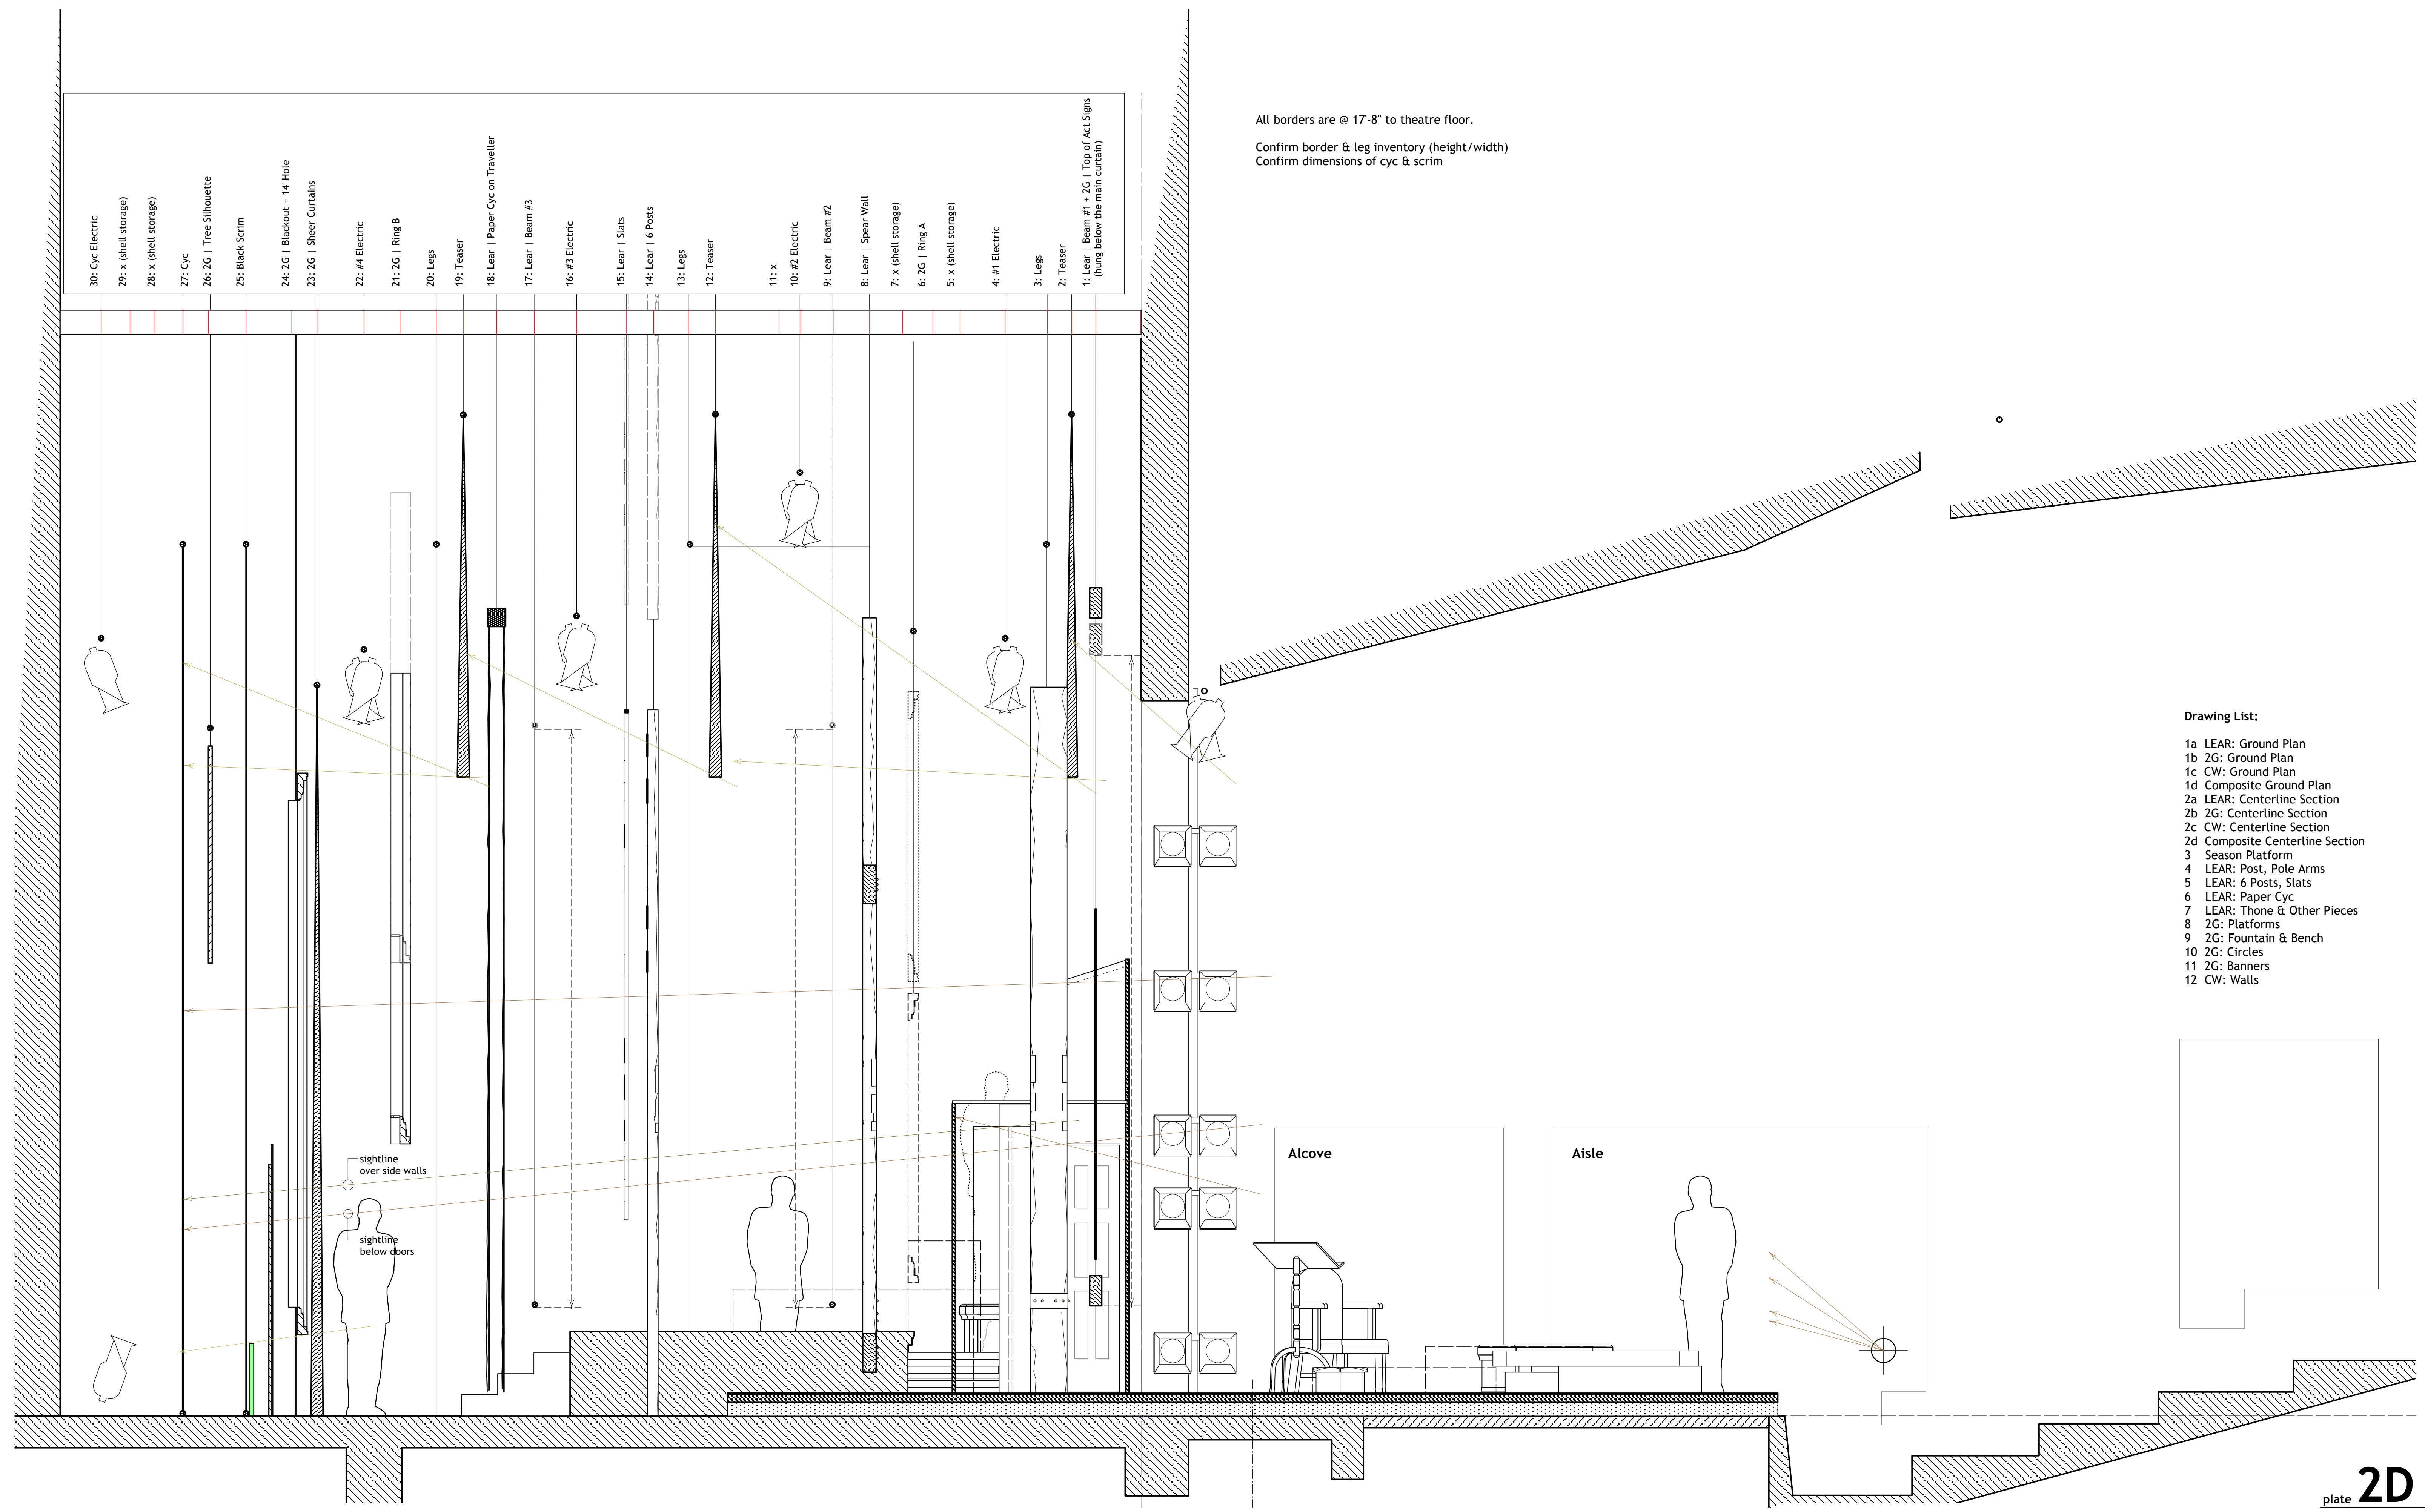 30: Cyc Electric
29: x (shell storage)
28: x (shell storage)
27: Cyc
26: 2G | Tree Silhouette
25: Black Scrim
24: 2G | Blackout + 14' Hole
23: 2G | Sheer Curtains
22: #4 Electric
21: 2G | Ring B
20: Legs
19: Teaser
18: Lear | Paper Cyc on Traveller
17: Lear | Beam #3
16: #3 Electric
15: Lear | Slats
14: Lear | 6 Posts
13: Legs
12: Teaser
11: x
10: #2 Electric
9: Lear | Beam #2
8: Lear | Spear Wall
7: x (shell storage)
6: 2G | Ring A
5: x (shell storage)
4: #1 Electric
3: Legs
2: Teaser
1: Lear | Beam #1 + 2G | Top of Act Signs
(hung below the main curtain)
All borders are @ 17'-8" to theatre floor.
Confirm border & leg inventory (height/width)
Confirm dimensions of cyc & scrim
Drawing List:
1a LEAR: Ground Plan
1b 2G: Ground Plan
1c CW: Ground Plan
1d Composite Ground Plan
2a LEAR: Centerline Section
2b 2G: Centerline Section
2c CW: Centerline Section
2d Composite Centerline Section
3 Season Platform
4 LEAR: Post, Pole Arms
5 LEAR: 6 Posts, Slats
6 LEAR: Paper Cyc
7 LEAR: Thone & Other Pieces
8 2G: Platforms
9 2G: Fountain & Bench
10 2G: Circles
11 2G: Banners
12 CW: Walls
sightline
over side walls
sightline
below doors
Alcove
Aisle
plate 2D